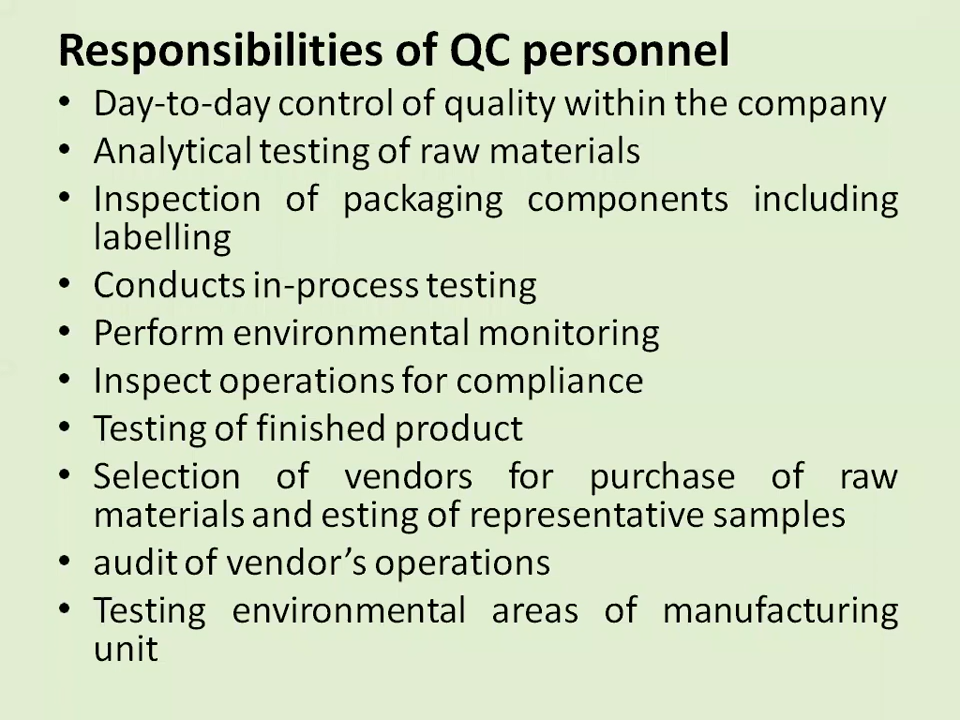 Responsibilities of QC personnel
• Day-to-day control of quality within the company
• Analytical testing of raw materials
• Inspection of packaging components including
labelling
• Conducts in-process testing
• Perform environmental monitoring
• Inspect operations for compliance
• Testing of finished product
• Selection of vendors for purchase of raw
materials and esting of representative samples
• audit of vendor’s operations
• Testing environmental areas of manufacturing
unit